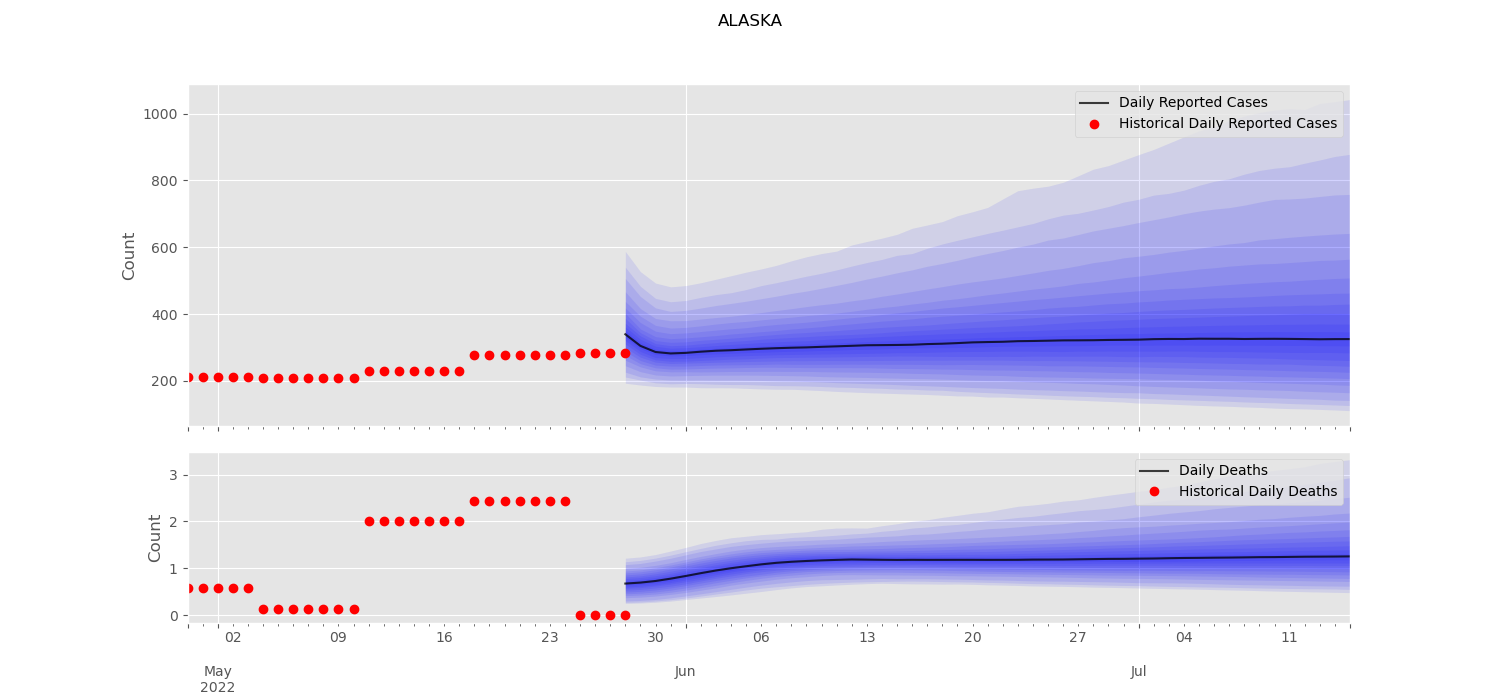 ALASKA
Daily Reported Cases
Historical Daily Reported Cases
1000
800
600
400
200
Count
Daily Deaths
Historical Daily Deaths
3
2
1
0
Count
02 09 16 23 30 06 13 20 27 04 11
May Jun Jul
2022